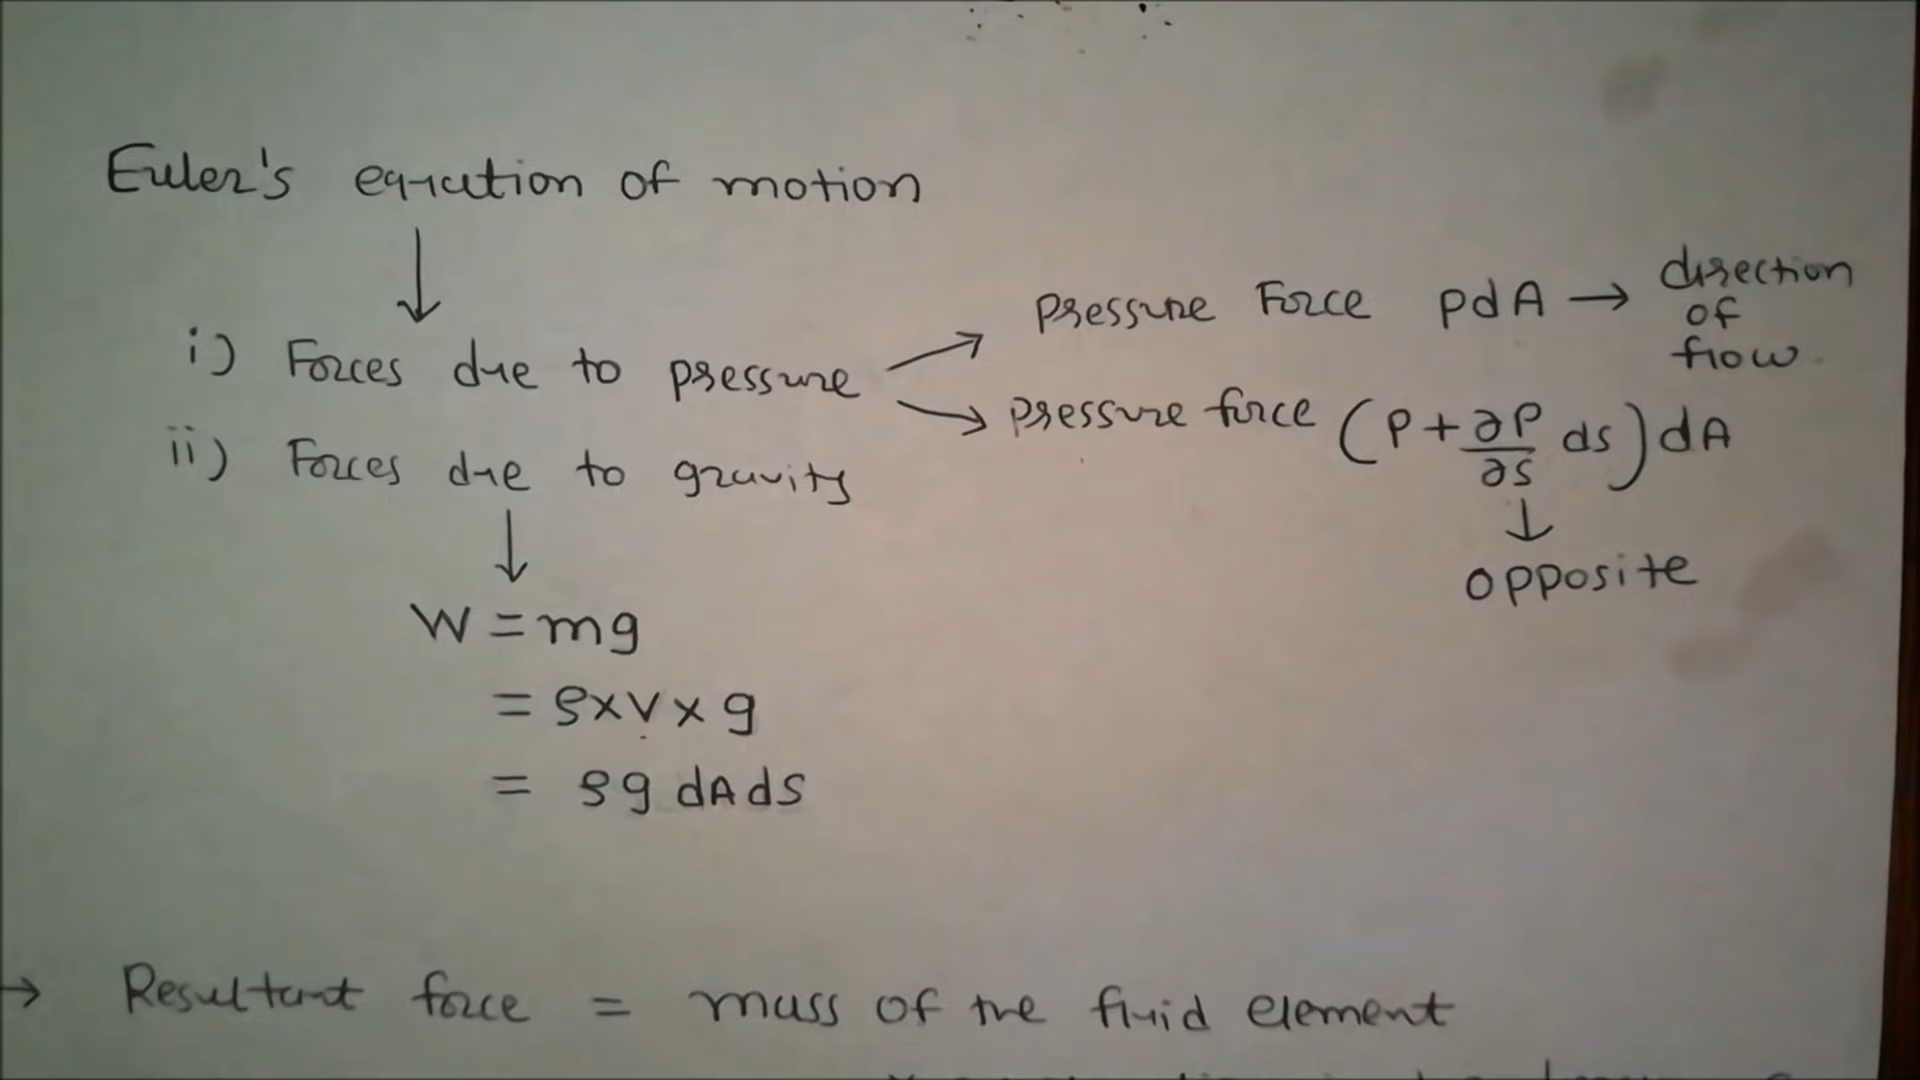 Euler's equation of motion
↓
i) Forces due to pressure
→ Pressure Force pdA → direction of flow
→ pressure force (P + ∂P/∂s ds) dA
↓
opposite
ii) Forces due to gravity
↓
W = mg
= ρ×V×g
= ρg dA ds
→ Resultant force = mass of the fluid element